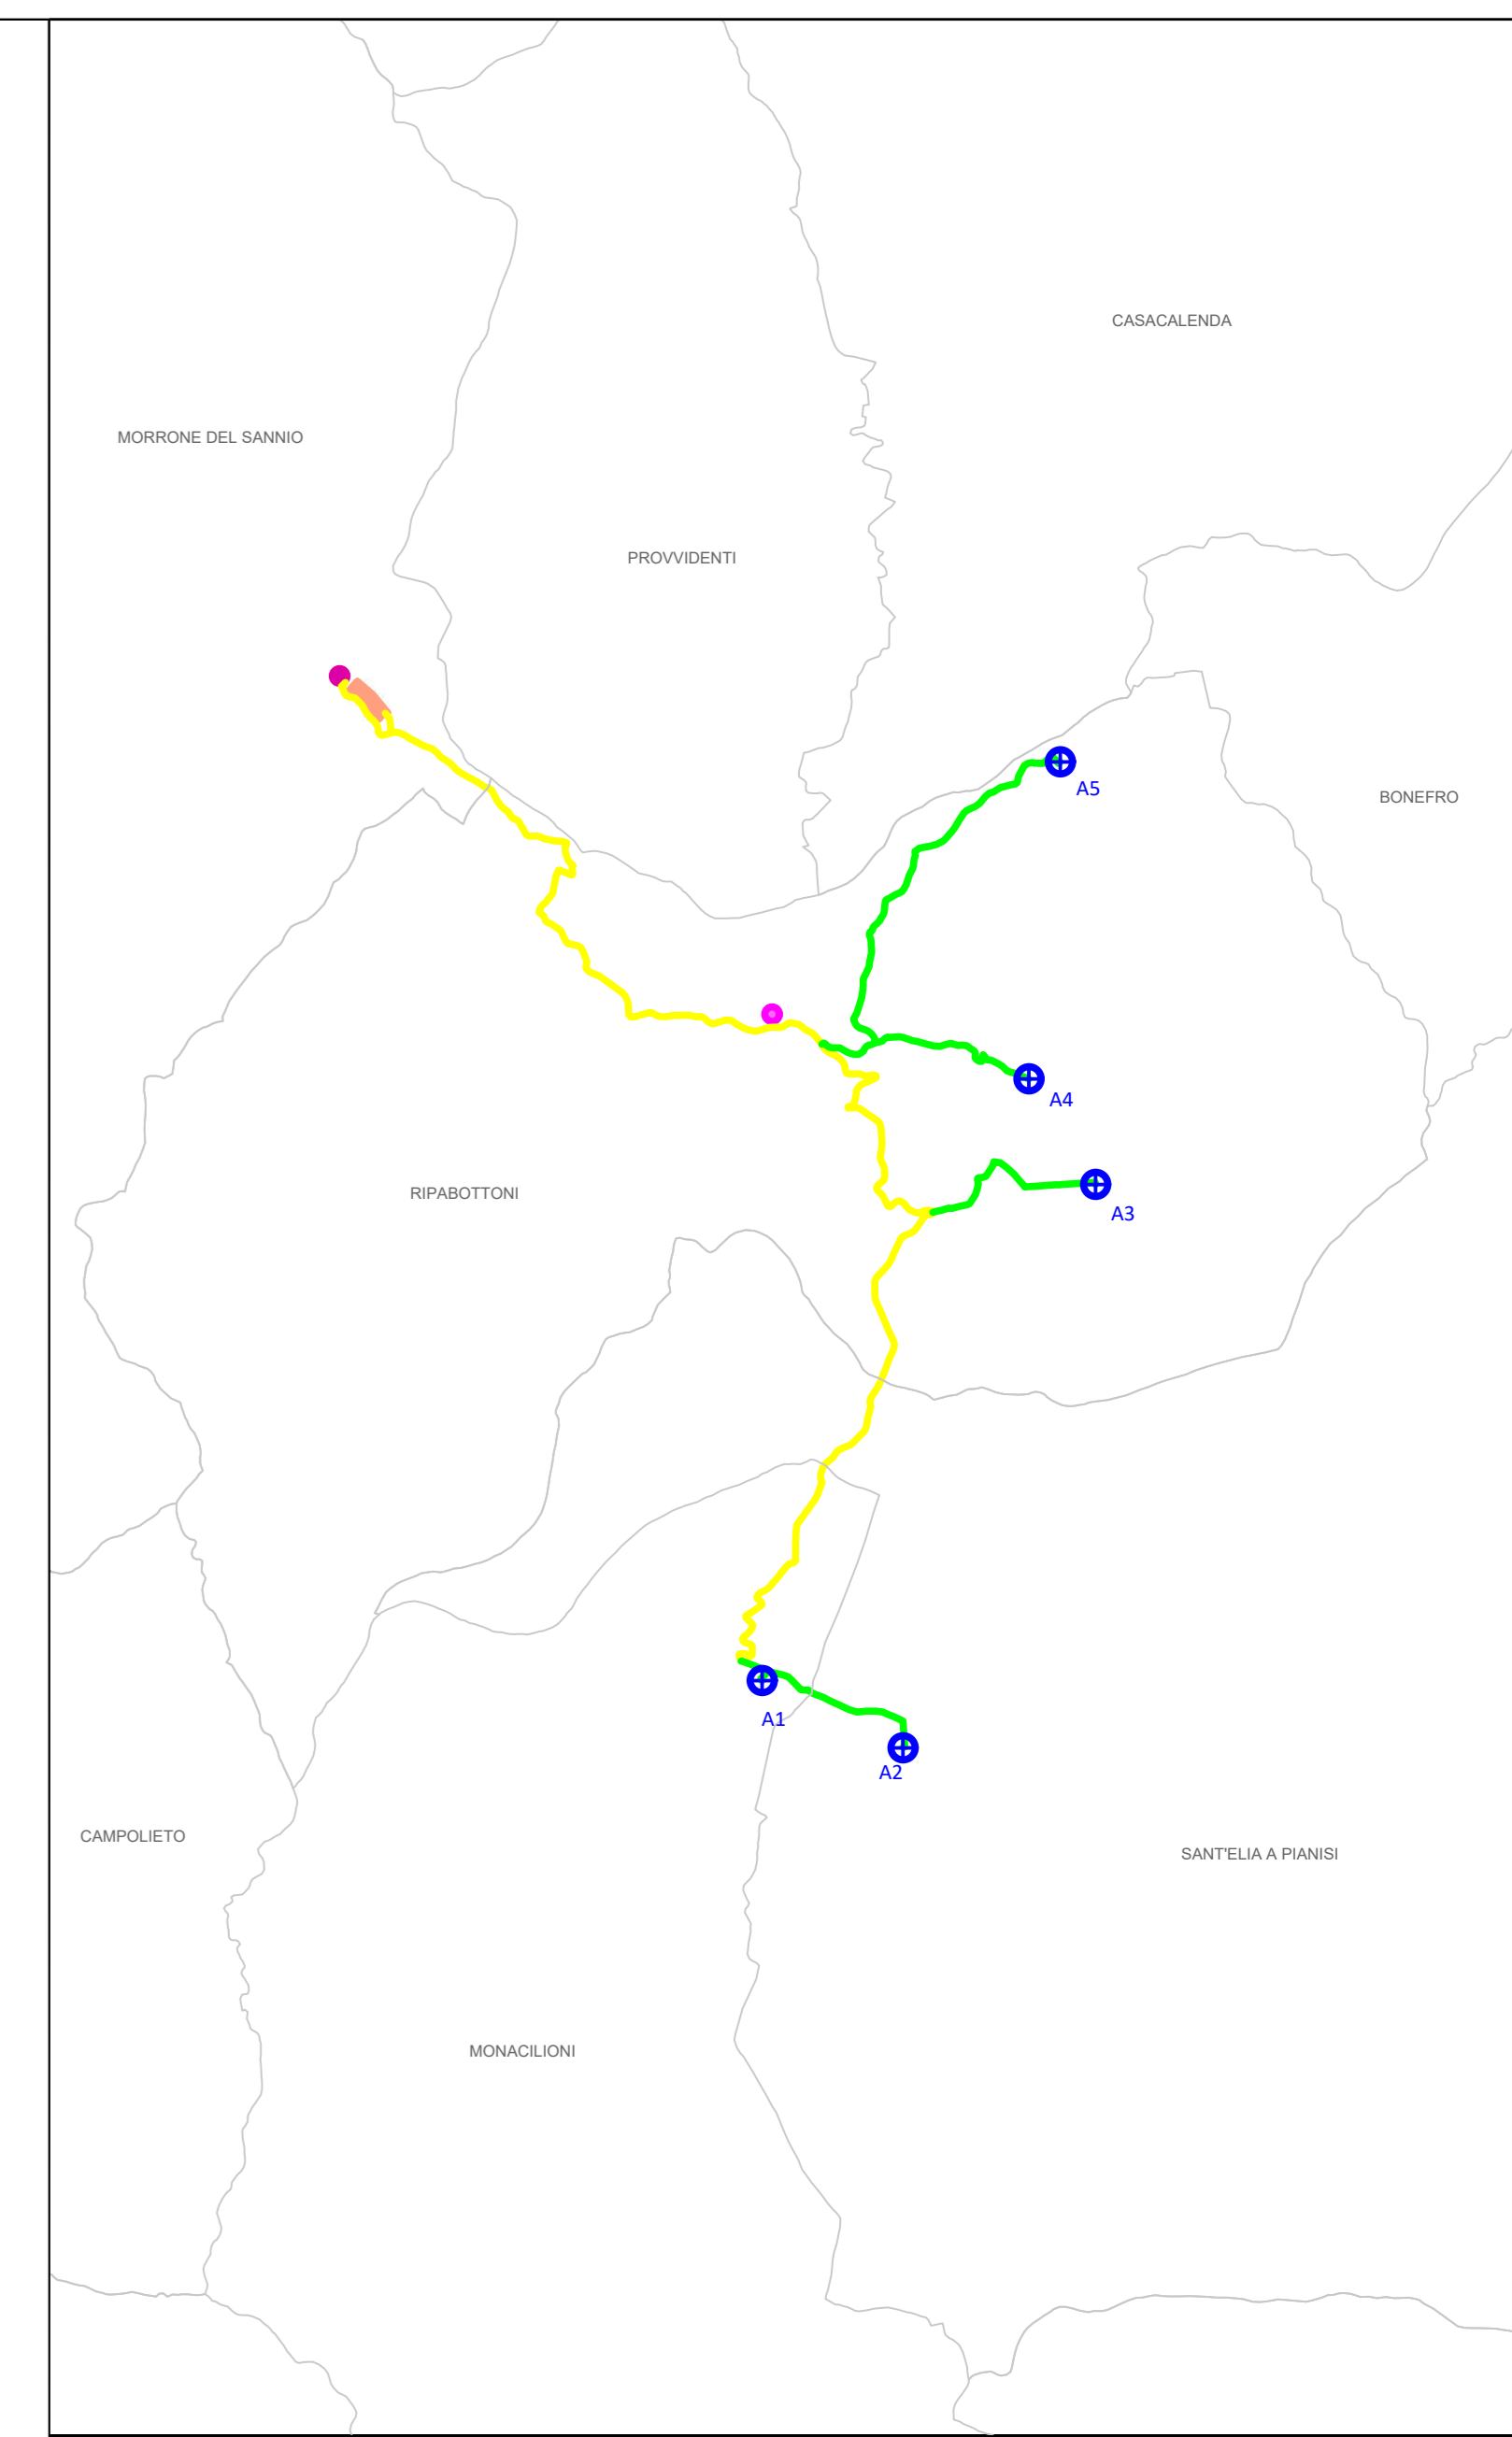 CASACALENDA
MORRONE DEL SANNIO
PROVVIDENTI
A5
BONEFRO
A4
RIPABOTTONI
A3
A1
A2
CAMPOLIETO
SANT'ELIA A PIANISI
MONACILIONI